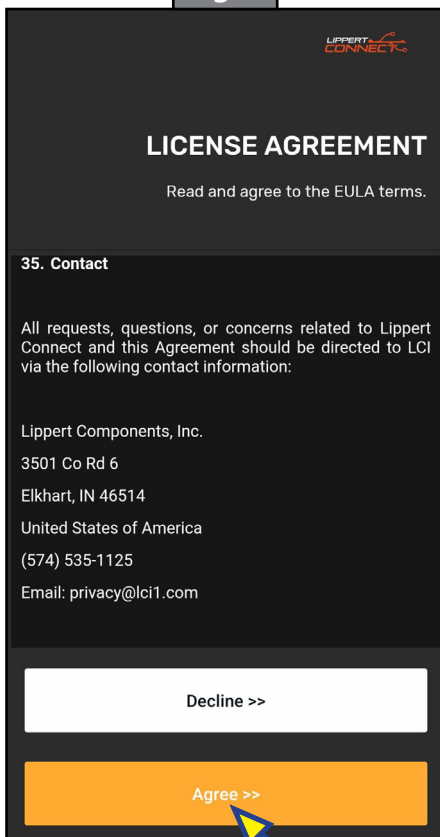 LIPPERT
CONNECT
LICENSE AGREEMENT
Read and agree to the EULA terms.
35. Contact
All requests, questions, or concerns related to Lippert
Connect and this Agreement should be directed to LCI
via the following contact information:
Lippert Components, Inc.
3501 Co Rd 6
Elkhart, IN 46514
United States of America
(574) 535-1125
Email: privacy@lci1.com
Decline >>
Agree >>